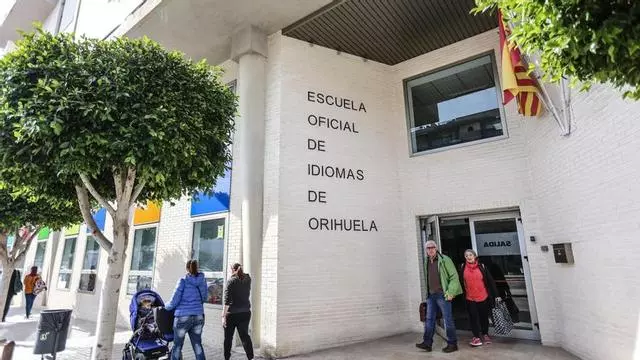 ESCUELA
OFICIAL
DE
IDIOMAS
DE
ORIHUELA
SALIDA